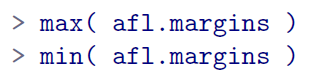 > max( afl.margins )
> min( afl.margins )